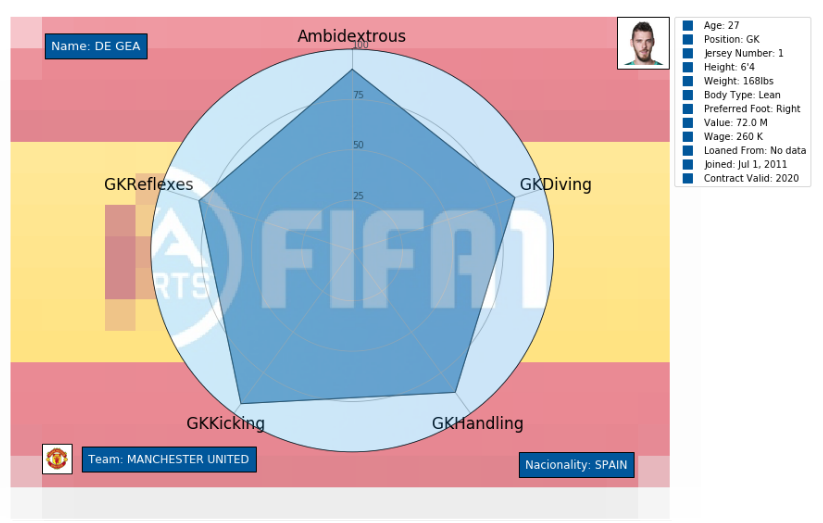 Ambidextrous
Name: DE GEA
100
75
50
25
GKReflexes
GKDiving
A
RTS
FIFA1
GKKicking
GKHandling
Team: MANCHESTER UNITED
Nacionality: SPAIN
Age: 27
Position: GK
Jersey Number: 1
Height: 6'4
Weight: 168lbs
Body Type: Lean
Preferred Foot: Right
Value: 72.0 M
Wage: 260 K
Loaned From: No data
Joined: Jul 1, 2011
Contract Valid: 2020